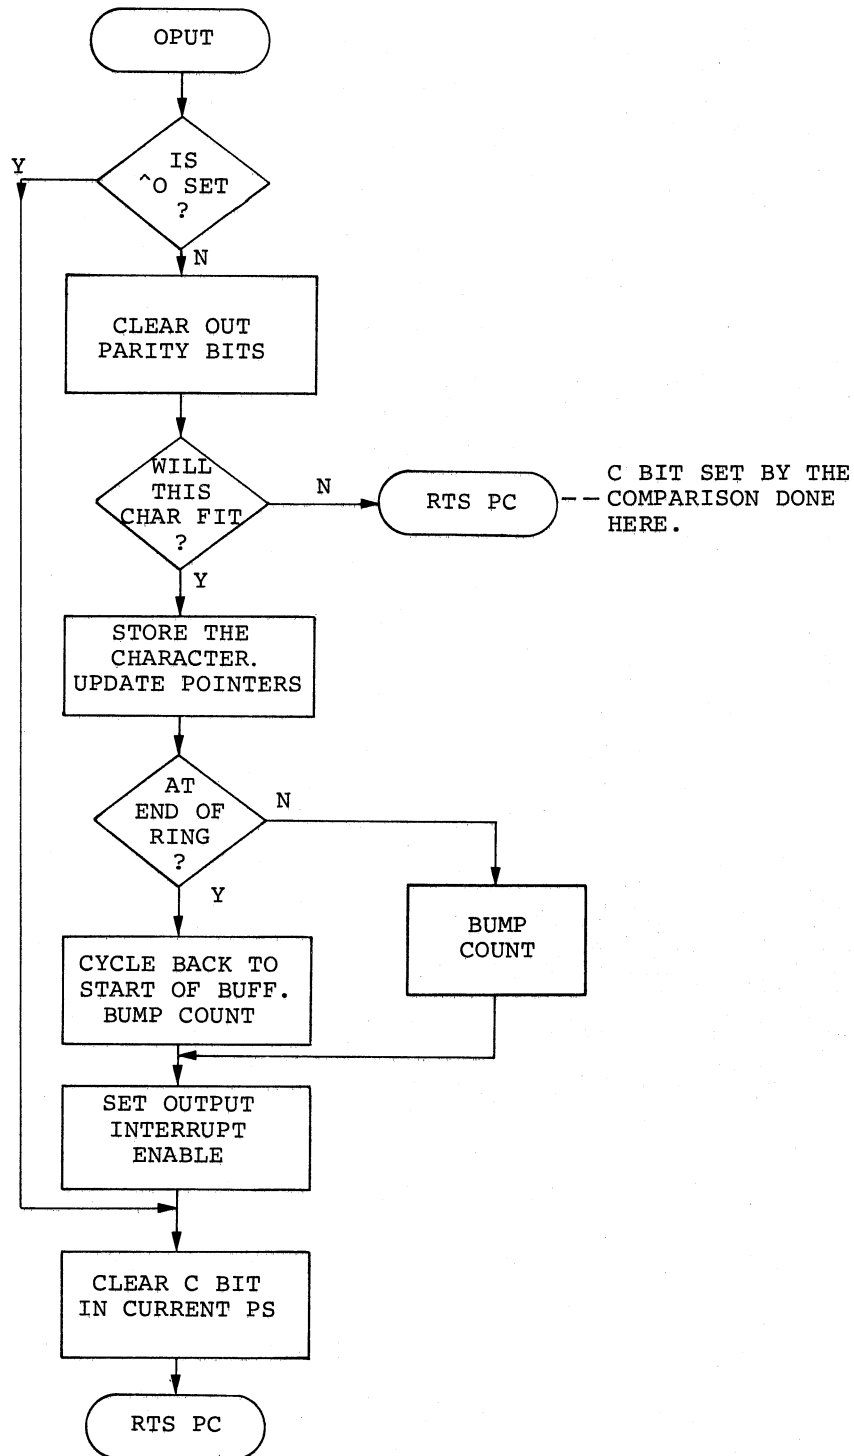 OPUT
Y
IS
^O SET
?
N
CLEAR OUT
PARITY BITS
WILL
THIS
CHAR FIT
?
N
RTS PC
C BIT SET BY THE
COMPARISON DONE
HERE.
Y
STORE THE
CHARACTER.
UPDATE POINTERS
AT
END OF
RING
?
N
Y
BUMP
COUNT
CYCLE BACK TO
START OF BUFF.
BUMP COUNT
SET OUTPUT
INTERRUPT
ENABLE
CLEAR C BIT
IN CURRENT PS
RTS PC